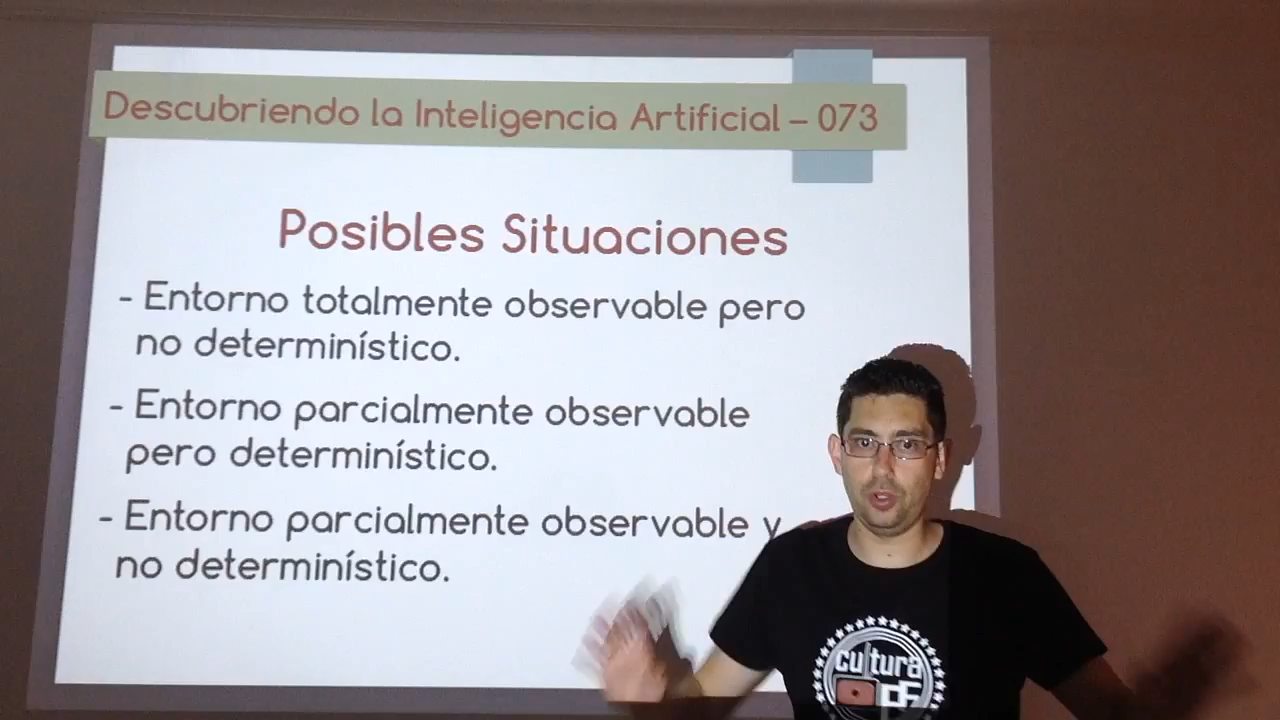 Descubriendo la Inteligencia Artificial – 073
Posibles Situaciones
- Entorno totalmente observable pero
no determinístico.
- Entorno parcialmente observable
pero determinístico.
- Entorno parcialmente observable y
no determinístico.
cultura